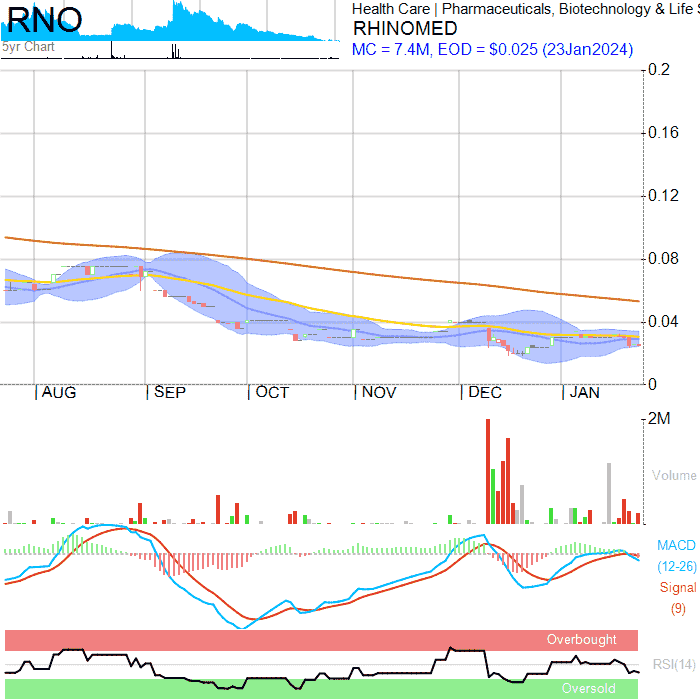 RNO
Health Care | Pharmaceuticals, Biotechnology & Life
RHINOMED
5yr Chart
MC = 7.4M, EOD = $0.025 (23Jan2024)
0.2
0.16
0.12
0.08
0.04
0
AUG SEP OCT NOV DEC JAN
2M
Volume
MACD
(12-26)
Signal
(9)
Overbought
RSI(14)
Oversold